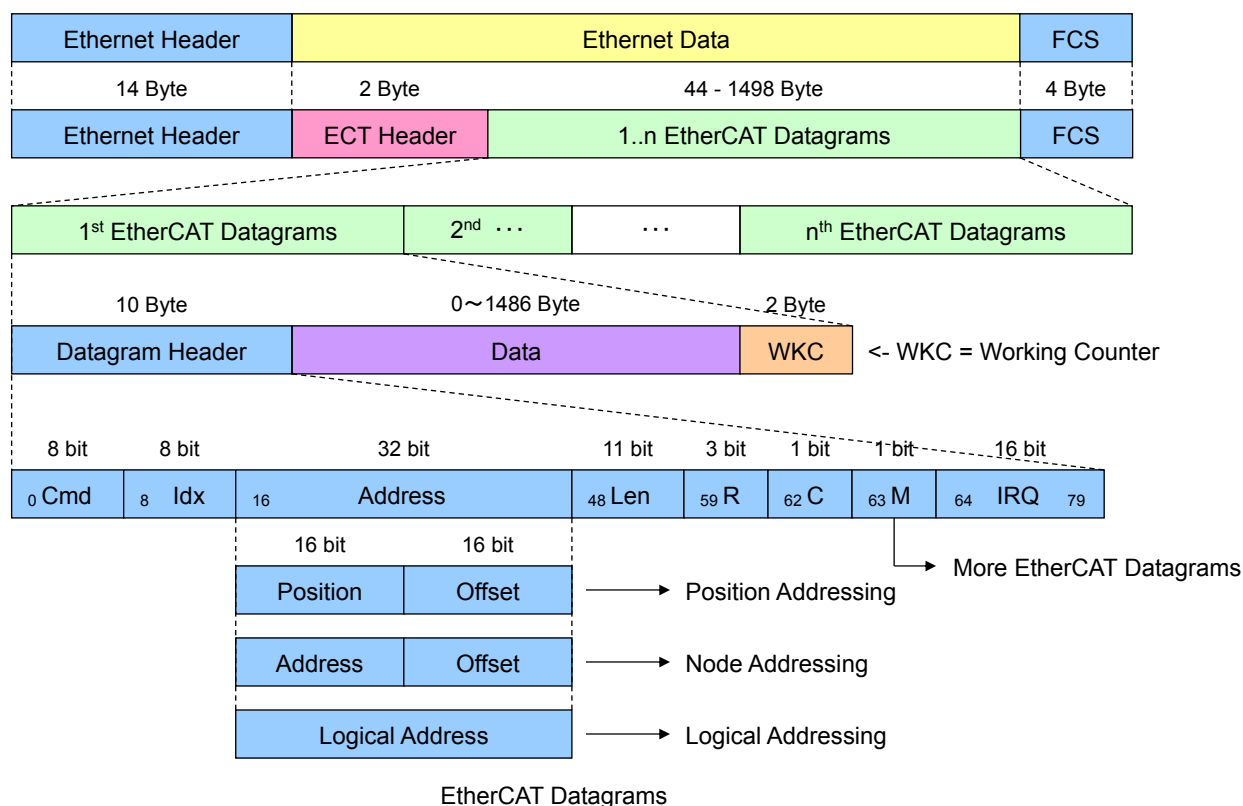 Ethernet Header Ethernet Data FCS
14 Byte 2 Byte 44 - 1498 Byte 4 Byte
Ethernet Header ECT Header 1..n EtherCAT Datagrams FCS
1st EtherCAT Datagrams 2nd ··· ··· nth EtherCAT Datagrams
10 Byte 0～1486 Byte 2 Byte
Datagram Header Data WKC <- WKC = Working Counter
8 bit 8 bit 32 bit 11 bit 3 bit 1 bit 1 bit 16 bit
0 Cmd 8 Idx 16 Address 48 Len 59 R 62 C 63 M 64 IRQ 79
16 bit 16 bit
More EtherCAT Datagrams
Position Offset Position Addressing
Address Offset Node Addressing
Logical Address Logical Addressing
EtherCAT Datagrams